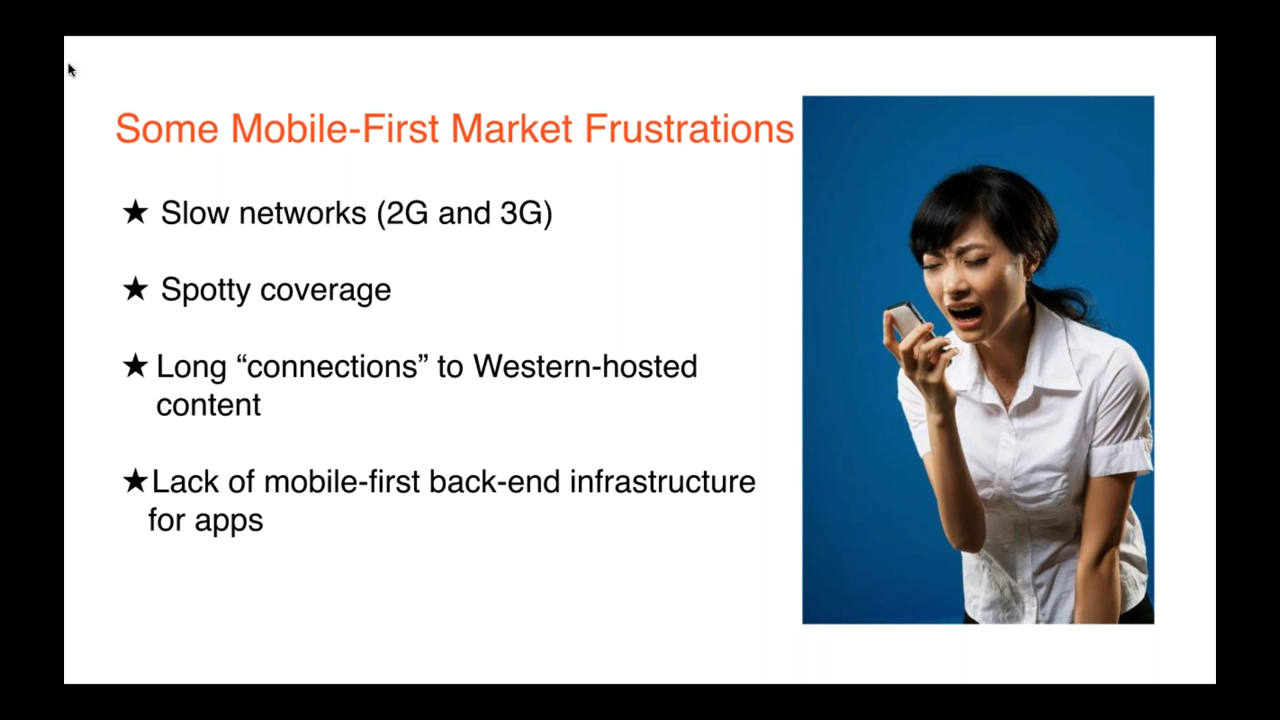 Some Mobile-First Market Frustrations
★ Slow networks (2G and 3G)
★ Spotty coverage
★ Long “connections” to Western-hosted
content
★ Lack of mobile-first back-end infrastructure
for apps